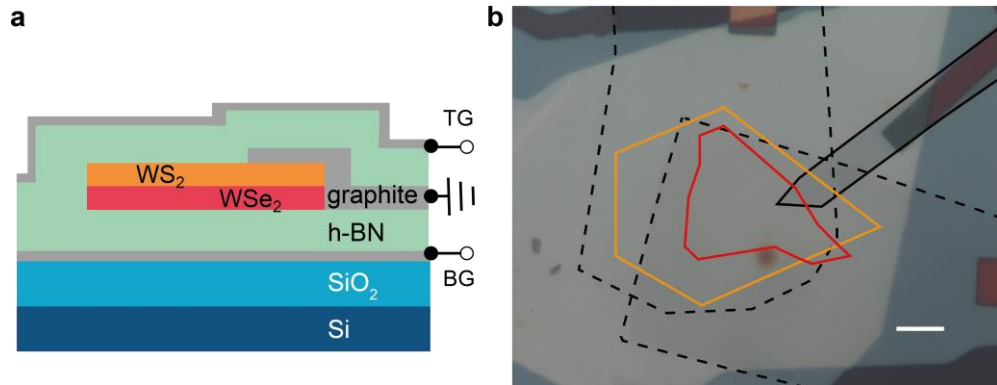 a
b
TG
WS₂
WSe₂
graphite
h-BN
BG
SiO₂
Si